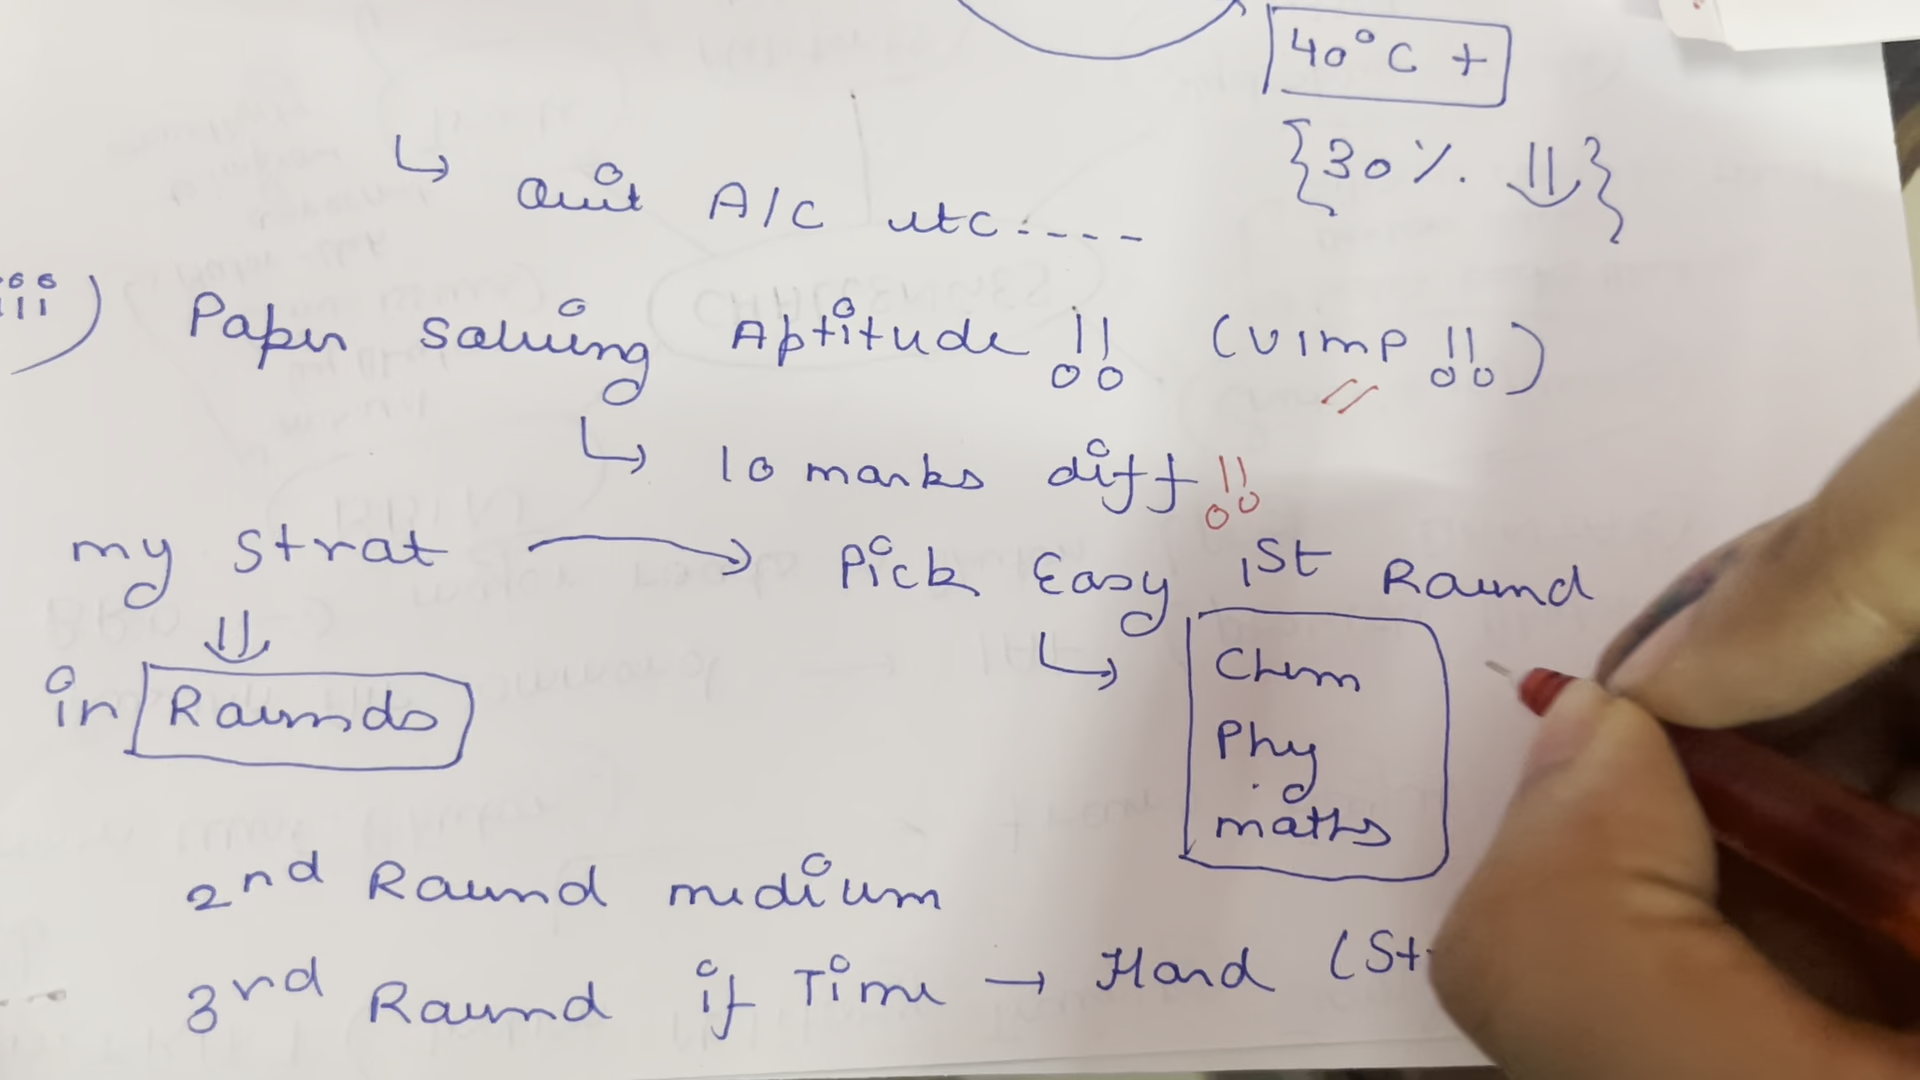 40°C +
{30% ⇓}
↳ Quit A/C etc:----
iii) Paper Solving Aptitude !! (VIMP !!)
↳ 10 marks diff !!
my strat → Pick Easy 1st Round
⇓
in Rounds
↳ Chem
Phy
maths
2nd Round medium
3rd Round if Time → Hard (St